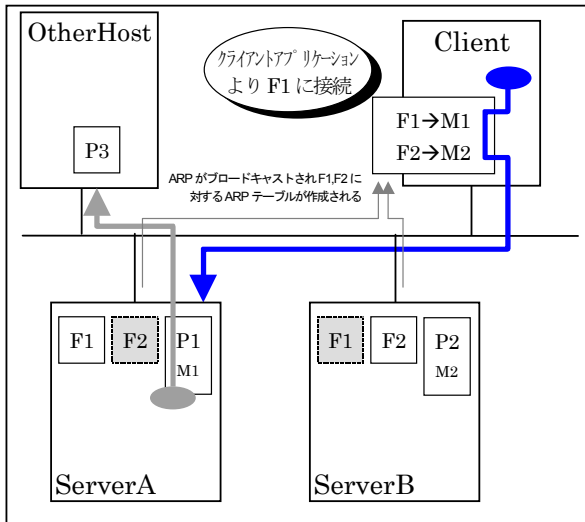 OtherHost
P3
クライアントアプリケーション
より F1 に接続
Client
F1→M1
F2→M2
ARP がブロードキャストされ F1,F2 に
対する ARP テーブルが作成される
F1
F2
P1
M1
ServerA
F1
F2
P2
M2
ServerB